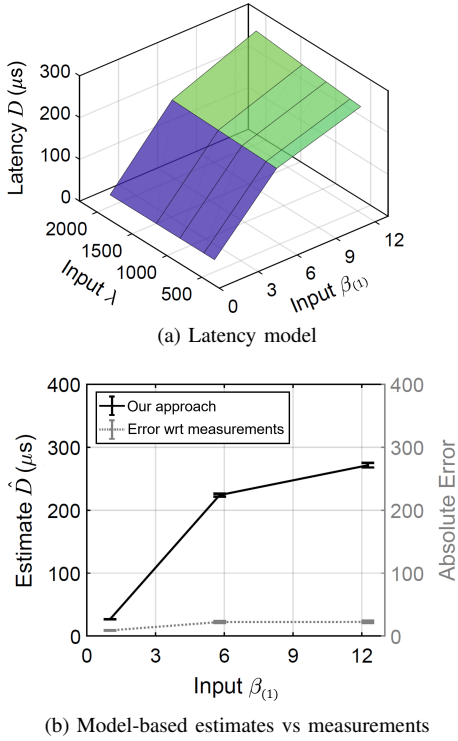 300
200
100
0
Latency D (μs)
2000
1500
1000
500
Input λ
0
3
6
9
12
Input β(1)
(a) Latency model
400
300
200
100
0
Estimate D̂ (μs)
Our approach
Error wrt measurements
400
300
200
100
0
Absolute Error
0
3
6
9
12
Input β(1)
(b) Model-based estimates vs measurements